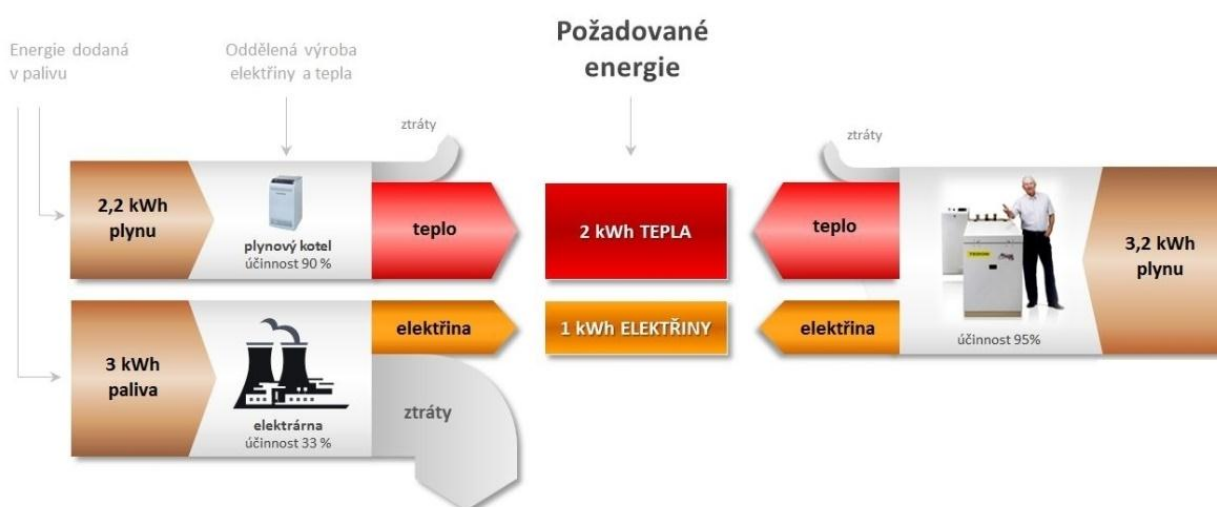 Energie dodaná
v palivu
Oddělená výroba
elektřiny a tepla
Požadované
energie
ztráty
ztráty
2,2 kWh
plynu
plynový kotel
účinnost 90 %
teplo
2 kWh TEPLA
teplo
3,2 kWh
plynu
3 kWh
paliva
elektrárna
účinnost 33 %
elektřina
ztráty
1 kWh ELEKTŘINY
elektřina
účinnost 95%